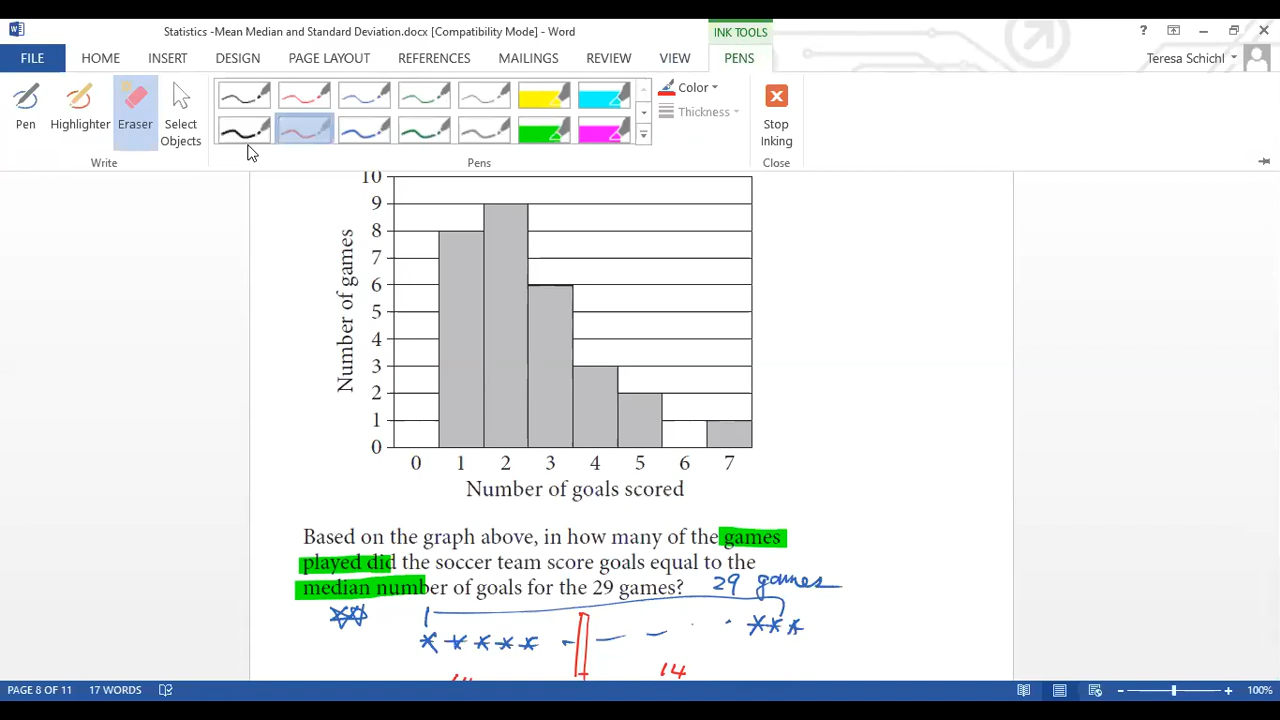 Statistics -Mean Median and Standard Deviation.docx [Compatibility Mode] - Word
INK TOOLS
?
FILE
HOME
INSERT
DESIGN
PAGE LAYOUT
REFERENCES
MAILINGS
REVIEW
VIEW
PENS
Teresa Schichl
Pen
Highlighter
Eraser
Select
Objects
Color
Thickness
Stop
Inking
Write
Pens
Close
Number of games
10
9
8
7
6
5
4
3
2
1
0
0 1 2 3 4 5 6 7
Number of goals scored
Based on the graph above, in how many of the games
played did the soccer team score goals equal to the
median number of goals for the 29 games?
29 games
14
PAGE 8 OF 11
17 WORDS
100%